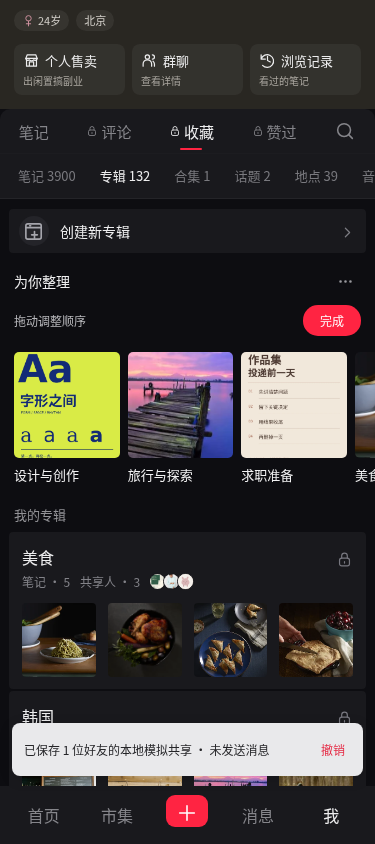 ♀ 24岁 北京
个人售卖
出闲置搞副业
群聊
查看详情
浏览记录
看过的笔记
笔记 评论 收藏 赞过
笔记 3900 专辑 132 合集 1 话题 2 地点 39 音
创建新专辑
为你整理
拖动调整顺序
完成
Aa
字形之间
a a a a
作品集
投递前一天
设计与创作
旅行与探索
求职准备
美食
我的专辑
美食
笔记 · 5 共享人 · 3
韩国
已保存 1 位好友的本地模拟共享 · 未发送消息
撤销
首页 市集 消息 我